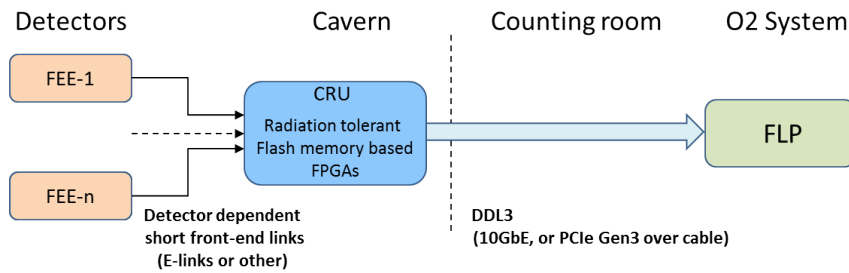 Detectors
Cavern
Counting room
O2 System
FEE-1
CRU
Radiation tolerant
Flash memory based
FPGAs
FLP
FEE-n
Detector dependent
short front-end links
(E-links or other)
DDL3
(10GbE, or PCIe Gen3 over cable)